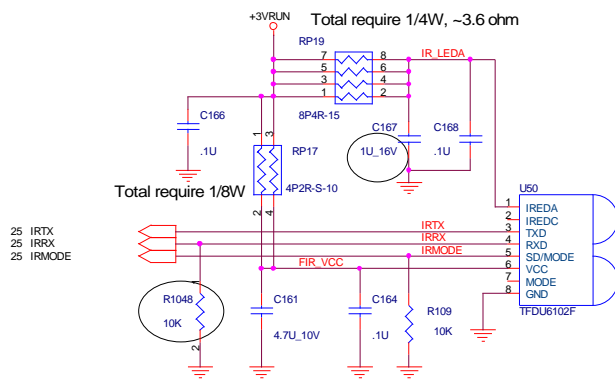 +3VRUN
Total require 1/4W, ~3.6 ohm
RP19
7 8
5 6
3 4
1 2
IR_LEDA
8P4R-15
C166
.1U
C167
1U_16V
C168
.1U
1 3
RP17
4P2R-S-10
2 4
Total require 1/8W
U50
1 IREDA
2 IREDC
3 TXD
4 RXD
5 SD/MODE
6 VCC
7 MODE
8 GND
TFDU6102F
25 IRTX
25 IRRX
25 IRMODE
IRTX
IRRX
IRMODE
FIR_VCC
1
R1048
10K
2
C161
4.7U_10V
C164
.1U
R109
10K